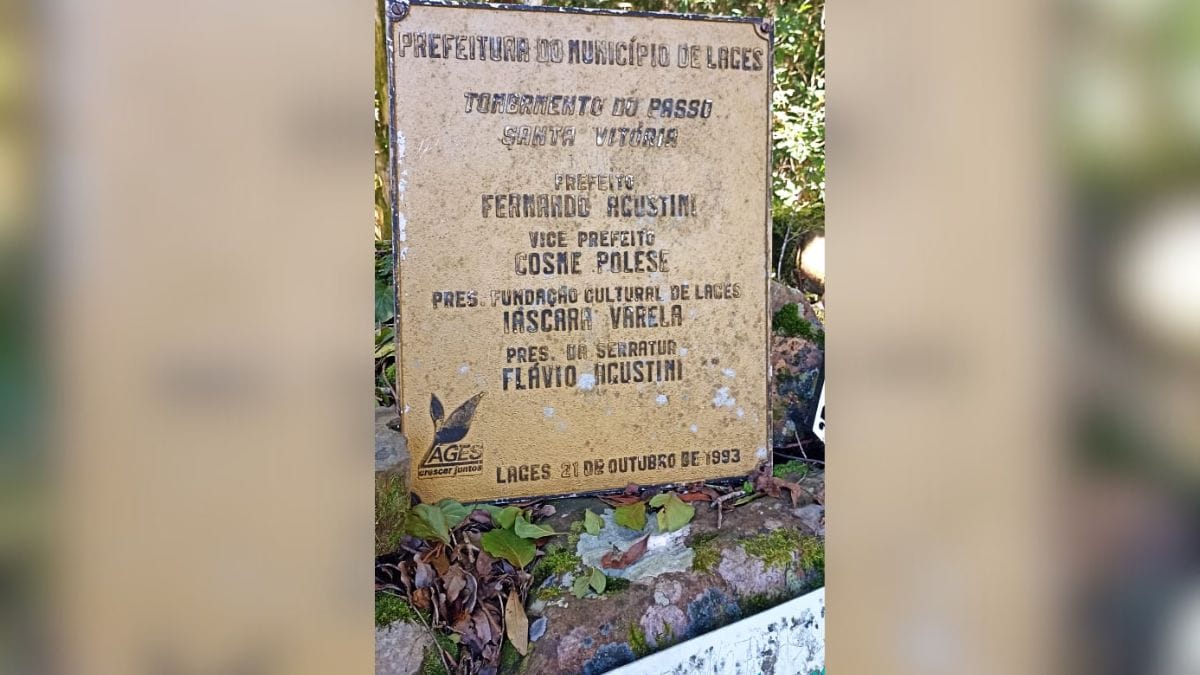 PREFEITURA DO MUNICÍPIO DE LAGES
TOMBAMENTO DO PASSO
SANTA VITÓRIA
PREFEITO
FERNANDO AGUSTINI
VICE PREFEITO
COSME POLESE
PRES. FUNDAÇÃO CULTURAL DE LAGES
IÁSCARA VARELA
PRES. DA SERRATUR
FLÁVIO AGUSTINI
LAGES
crescer juntos
LAGES 21 DE OUTUBRO DE 1993